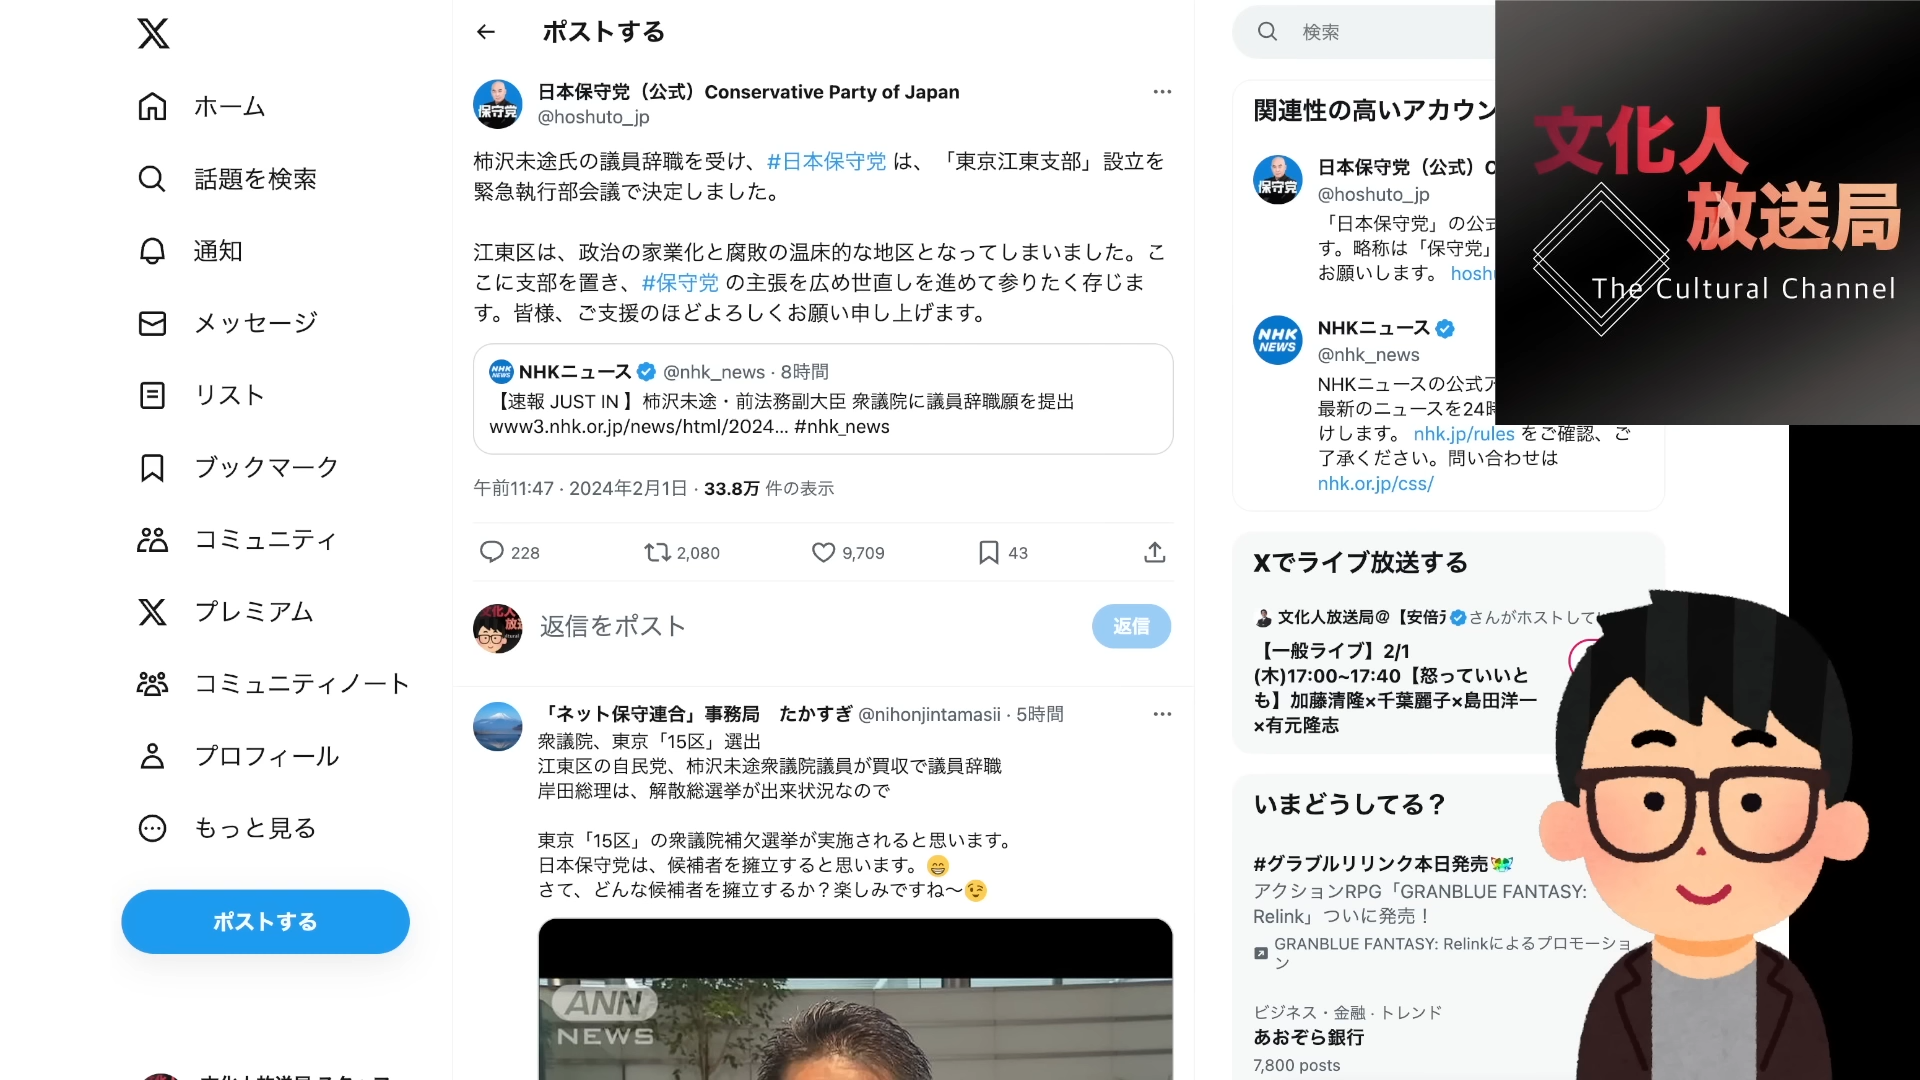 ホーム
話題を検索
通知
メッセージ
リスト
ブックマーク
コミュニティ
プレミアム
コミュニティノート
プロフィール
もっと見る
ポストする
ポストする
日本保守党（公式）Conservative Party of Japan
@hoshuto_jp
柿沢未途氏の議員辞職を受け、#日本保守党 は、「東京江東支部」設立を
緊急執行部会議で決定しました。
江東区は、政治の家業化と腐敗の温床的な地区となってしまいました。こ
こに支部を置き、#保守党 の主張を広め世直しを進めて参りたく存じま
す。皆様、ご支援のほどよろしくお願い申し上げます。
NHKニュース @nhk_news · 8時間
【速報 JUST IN 】柿沢未途・前法務副大臣 衆議院に議員辞職願を提出
www3.nhk.or.jp/news/html/2024... #nhk_news
午前11:47 · 2024年2月1日 · 33.8万 件の表示
228 2,080 9,709 43
返信をポスト
返信
「ネット保守連合」事務局　たかすぎ @nihonjintamasii · 5時間
衆議院、東京「15区」選出
江東区の自民党、柿沢未途衆議院議員が買収で議員辞職
岸田総理は、解散総選挙が出来状況なので
東京「15区」の衆議院補欠選挙が実施されると思います。
日本保守党は、候補者を擁立すると思います。😁
さて、どんな候補者を擁立するか？楽しみですね〜😉
ANN
NEWS
検索
関連性の高いアカウン
日本保守党（公式）C
@hoshuto_jp
「日本保守党」の公式
す。略称は「保守党」
お願いします。 hoshu
NHKニュース
@nhk_news
NHKニュースの公式ア
最新のニュースを24時
けします。 nhk.jp/rules をご確認、ご
了承ください。問い合わせは
nhk.or.jp/css/
Xでライブ放送する
文化人放送局@【安倍ﾗ さんがホストして
【一般ライブ】2/1
(木)17:00~17:40【怒っていいと
も】加藤清隆×千葉麗子×島田洋一
×有元隆志
いまどうしてる？
#グラブルリリンク本日発売
アクションRPG「GRANBLUE FANTASY:
Relink」ついに発売！
GRANBLUE FANTASY: Relinkによるプロモーショ
ン
ビジネス・金融 · トレンド
あおぞら銀行
7,800 posts
文化人
放送局
The Cultural Channel